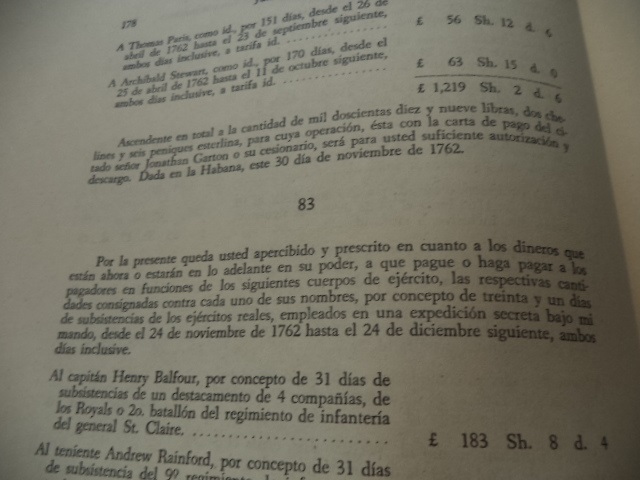 178
A Thomas Paris, como id., por 151 días, desde el 26 de
abril de 1762 hasta el 23 de septiembre siguiente,
ambos días inclusive, a tarifa id. £ 56 Sh. 12 d. 6
A Archibald Stewart, como id., por 170 días, desde el
25 de abril de 1762 hasta el 11 de octubre siguiente,
ambos días inclusive, a tarifa id. £ 63 Sh. 15 d. 0
£ 1,219 Sh. 2 d. 6
Ascendente en total a la cantidad de mil doscientas diez y nueve libras, dos che-
lines y seis peniques esterlina, para cuya operación, ésta con la carta de pago del ci-
tado señor Jonathan Garton o su cesionario, será para usted suficiente autorización y
descargo. Dada en la Habana, este 30 día de noviembre de 1762.
83
Por la presente queda usted apercibido y prescrito en cuanto a los dineros que
están ahora o estarán en lo adelante en su poder, a que pague o haga pagar a los
pagadores en funciones de los siguientes cuerpos de ejército, las respectivas canti-
dades consignadas contra cada uno de sus nombres, por concepto de treinta y un días
de subsistencias de los ejércitos reales, empleados en una expedición secreta bajo mi
mando, desde el 24 de noviembre de 1762 hasta el 24 de diciembre siguiente, ambos
días inclusive.
Al capitán Henry Balfour, por concepto de 31 días de
subsistencias de un destacamento de 4 compañías, de
los Royals o 2o. batallón del regimiento de infantería
del general St. Claire. £ 183 Sh. 8 d. 4
Al teniente Andrew Rainford, por concepto de 31 días
de subsistencia del 9º